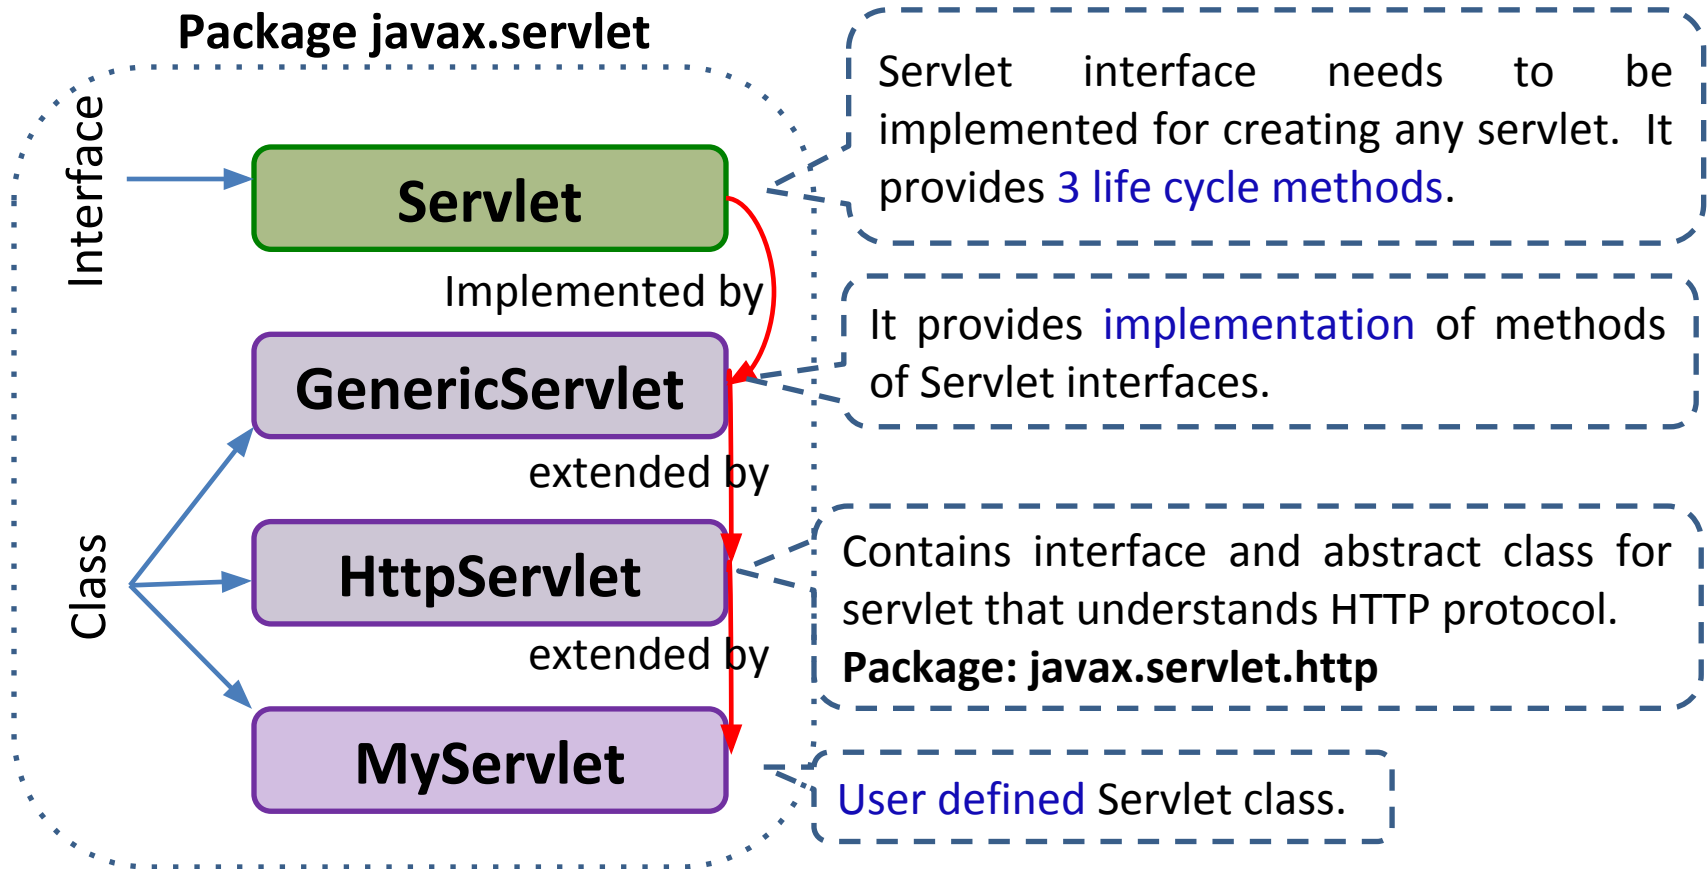 Package javax.servlet
Interface
Servlet
Servlet interface needs to be
implemented for creating any servlet. It
provides 3 life cycle methods.
Implemented by
GenericServlet
It provides implementation of methods
of Servlet interfaces.
extended by
Class
HttpServlet
Contains interface and abstract class for
servlet that understands HTTP protocol.
Package: javax.servlet.http
extended by
MyServlet
User defined Servlet class.